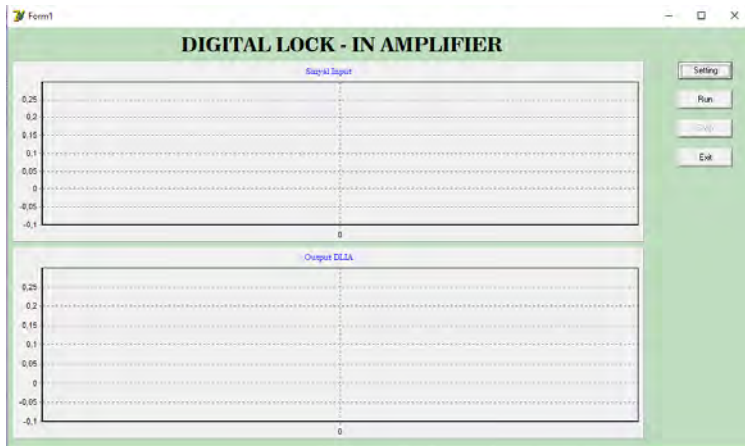 Form1
DIGITAL LOCK - IN AMPLIFIER
Sinyal Input
0,25
0,2
0,15
0,1
0,05
0
-0,05
-0,1
0
Output DLIA
0,25
0,2
0,15
0,1
0,05
0
-0,05
-0,1
0
Setting
Run
Stop
Exit